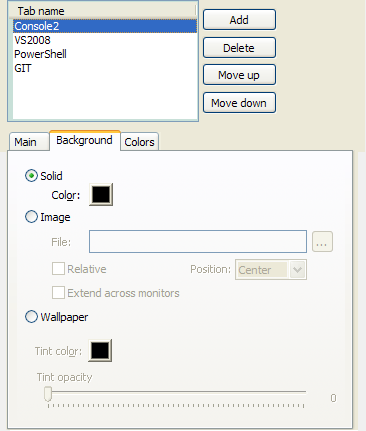 Tab name
Console2
VS2008
PowerShell
GIT
Add
Delete
Move up
Move down
Main Background Colors
Solid
Color:
Image
File: ...
Relative Position: Center
Extend across monitors
Wallpaper
Tint color:
Tint opacity
0